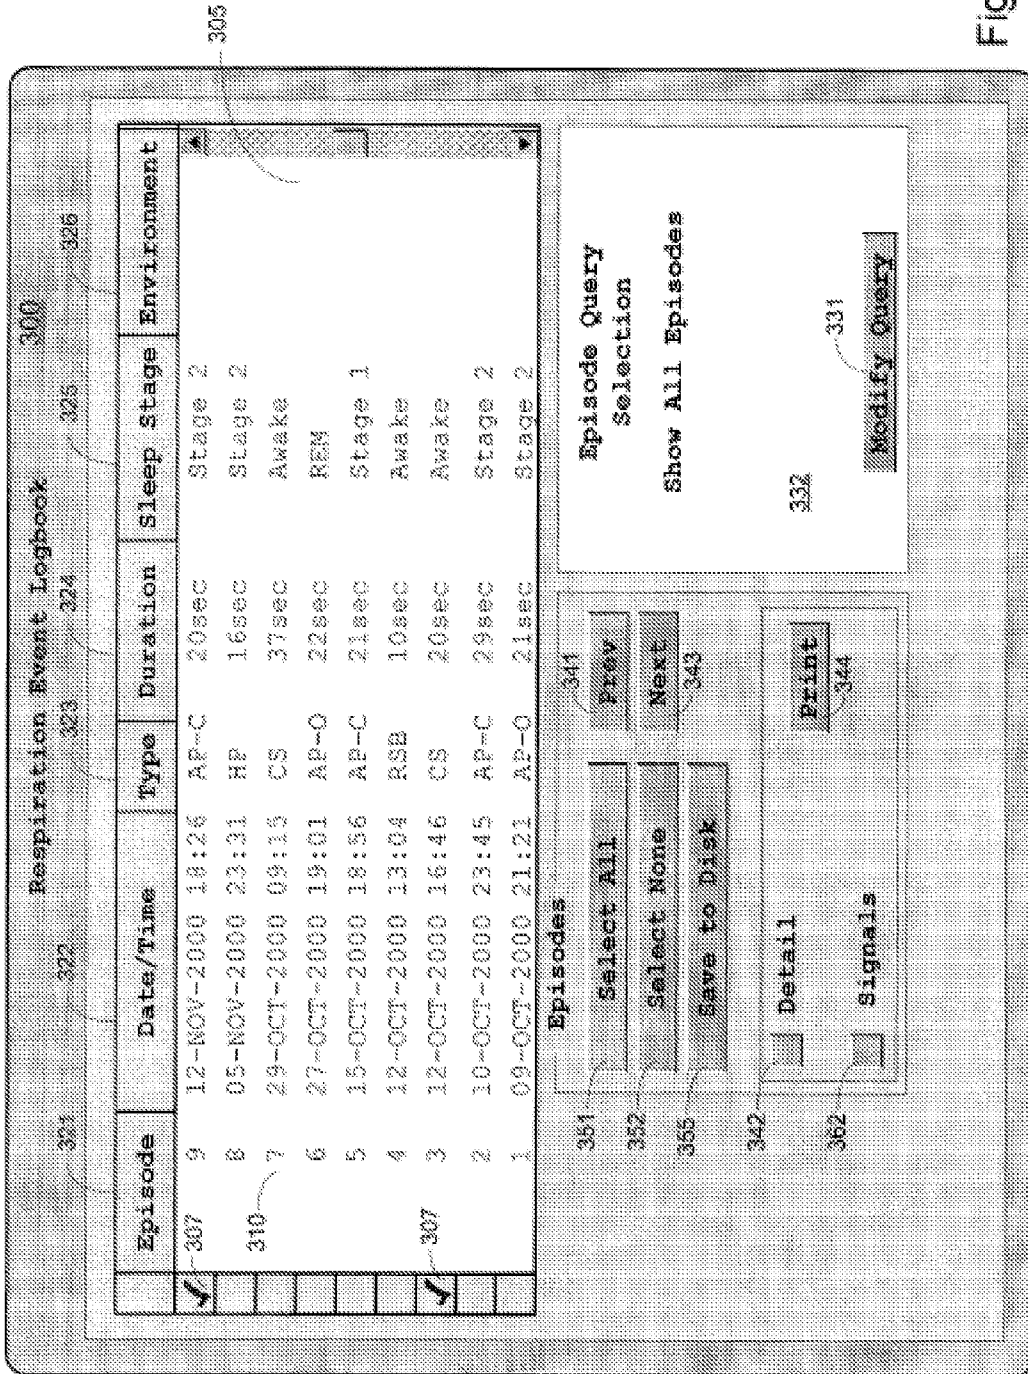 Respiration Event Logbook 300
321 322 323 324 325 326
Episode Date/Time Type Duration Sleep Stage Environment
307 9 12-NOV-2000 18:26 AP-C 20sec Stage 2
8 05-NOV-2000 23:31 HP 16sec Stage 2
310 7 29-OCT-2000 09:15 CS 37sec Awake
6 27-OCT-2000 19:01 AP-O 22sec REM
5 15-OCT-2000 18:56 AP-C 21sec Stage 1
4 12-OCT-2000 13:04 RSB 10sec Awake
307 3 12-OCT-2000 16:46 CS 20sec Awake
2 10-OCT-2000 23:45 AP-C 29sec Stage 2
1 09-OCT-2000 21:21 AP-O 21sec Stage 2
305
Episodes
351 Select All
341 Prev
352 Select None
Next 343
355 Save to Disk
342 Detail
Print
344
362 Signals
Episode Query
Selection
Show All Episodes
332
331
Modify Query
Fig